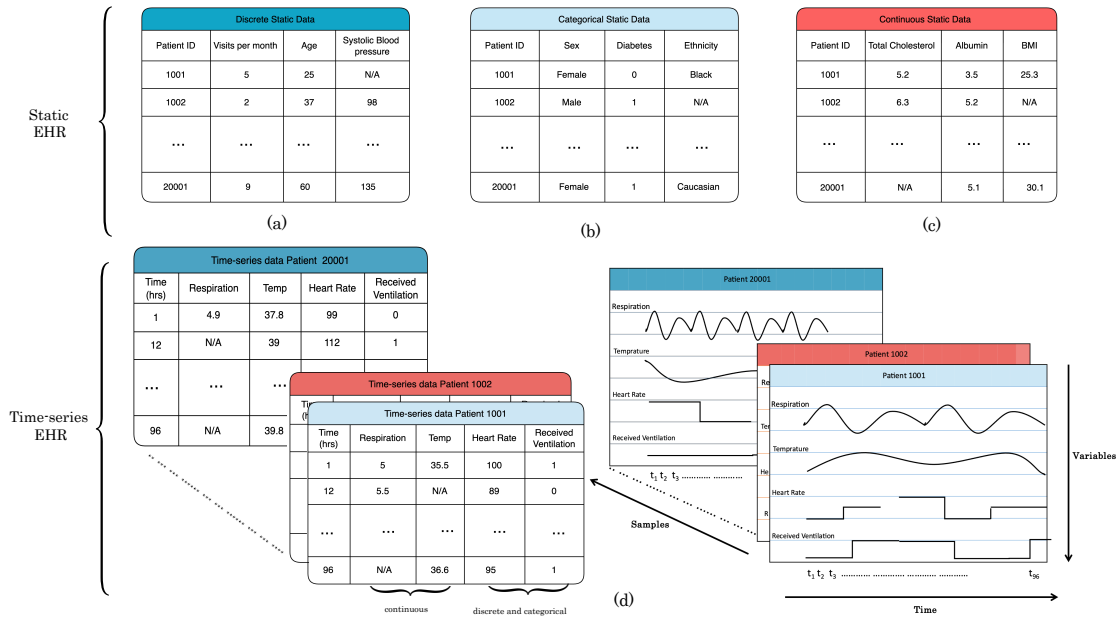 Static
EHR
Discrete Static Data
Patient ID Visits per month Age Systolic Blood pressure
1001 5 25 N/A
1002 2 37 98
... ... ... ...
20001 9 60 135
(a)
Categorical Static Data
Patient ID Sex Diabetes Ethnicity
1001 Female 0 Black
1002 Male 1 N/A
... ... ... ...
20001 Female 1 Caucasian
(b)
Continuous Static Data
Patient ID Total Cholesterol Albumin BMI
1001 5.2 3.5 25.3
1002 6.3 5.2 N/A
... ... ... ...
20001 N/A 5.1 30.1
(c)
Time-series
EHR
Time-series data Patient 20001
Time (hrs) Respiration Temp Heart Rate Received Ventilation
1 4.9 37.8 99 0
12 N/A 39 112 1
... ... ... ... ...
96 N/A 39.8
Time-series data Patient 1002
Time-series data Patient 1001
Time (hrs) Respiration Temp Heart Rate Received Ventilation
1 5 35.5 100 1
12 5.5 N/A 89 0
... ... ... ... ...
96 N/A 36.6 95 1
continuous
discrete and categorical
Patient 20001
Respiration
Temprature
Heart Rate
Received Ventilation
t1 t2 t3 ......................
Patient 1002
Re
Te
He
R
Patient 1001
Respiration
Temprature
Heart Rate
Received Ventilation
t1 t2 t3 ............................................ t96
Samples
Variables
Time
(d)